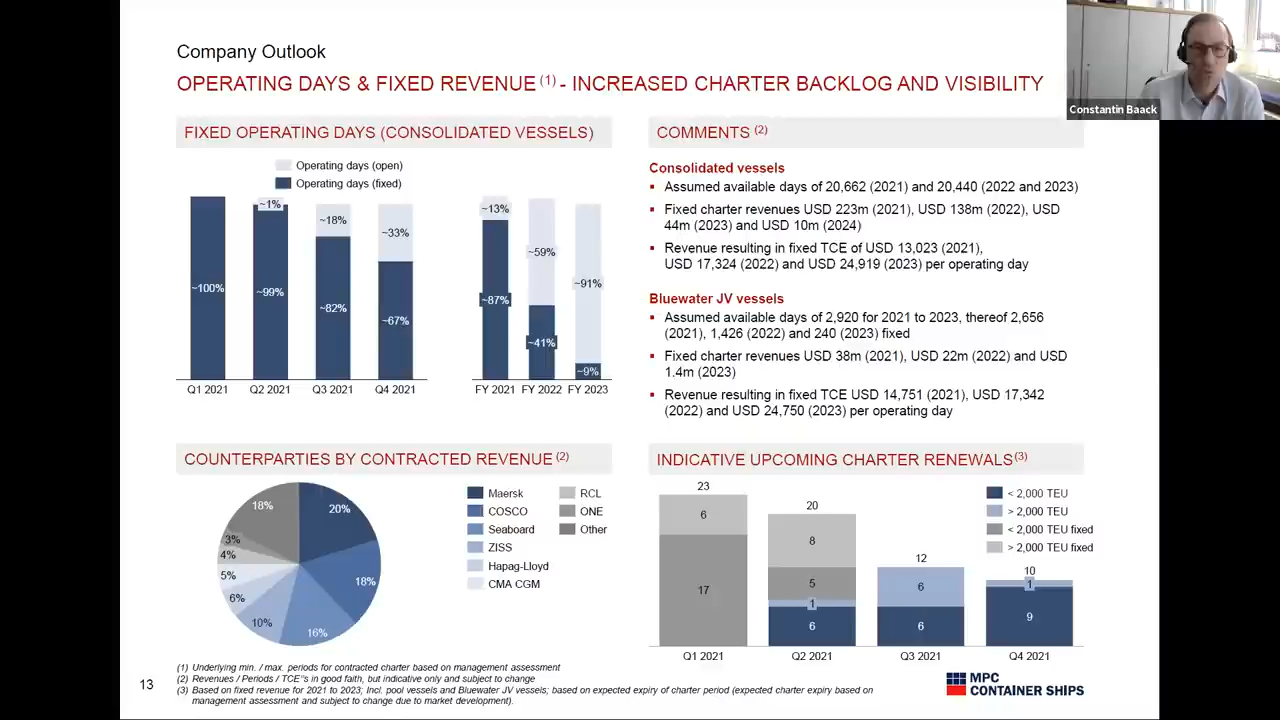 Company Outlook
OPERATING DAYS & FIXED REVENUE (1) - INCREASED CHARTER BACKLOG AND VISIBILITY
Constantin Baack
FIXED OPERATING DAYS (CONSOLIDATED VESSELS)
Operating days (open)
Operating days (fixed)
~1%
~18%
~33%
~100%
~99%
~82%
~67%
Q1 2021
Q2 2021
Q3 2021
Q4 2021
~13%
~59%
~91%
~87%
~41%
~9%
FY 2021
FY 2022
FY 2023
COMMENTS (2)
Consolidated vessels
▪ Assumed available days of 20,662 (2021) and 20,440 (2022 and 2023)
▪ Fixed charter revenues USD 223m (2021), USD 138m (2022), USD
44m (2023) and USD 10m (2024)
▪ Revenue resulting in fixed TCE of USD 13,023 (2021),
USD 17,324 (2022) and USD 24,919 (2023) per operating day
Bluewater JV vessels
▪ Assumed available days of 2,920 for 2021 to 2023, thereof 2,656
(2021), 1,426 (2022) and 240 (2023) fixed
▪ Fixed charter revenues USD 38m (2021), USD 22m (2022) and USD
1.4m (2023)
▪ Revenue resulting in fixed TCE USD 14,751 (2021), USD 17,342
(2022) and USD 24,750 (2023) per operating day
COUNTERPARTIES BY CONTRACTED REVENUE (2)
20%
18%
16%
10%
6%
5%
4%
3%
18%
Maersk
COSCO
Seaboard
ZISS
Hapag-Lloyd
CMA CGM
RCL
ONE
Other
INDICATIVE UPCOMING CHARTER RENEWALS(3)
< 2,000 TEU
> 2,000 TEU
< 2,000 TEU fixed
> 2,000 TEU fixed
23
6
17
20
8
5
1
6
12
6
6
10
1
9
Q1 2021
Q2 2021
Q3 2021
Q4 2021
(1) Underlying min. / max. periods for contracted charter based on management assessment
(2) Revenues / Periods / TCE's in good faith, but indicative only and subject to change
(3) Based on fixed revenue for 2021 to 2023; Incl. pool vessels and Bluewater JV vessels; based on expected expiry of charter period (expected charter expiry based on
management assessment and subject to change due to market development).
13
MPC
CONTAINER SHIPS